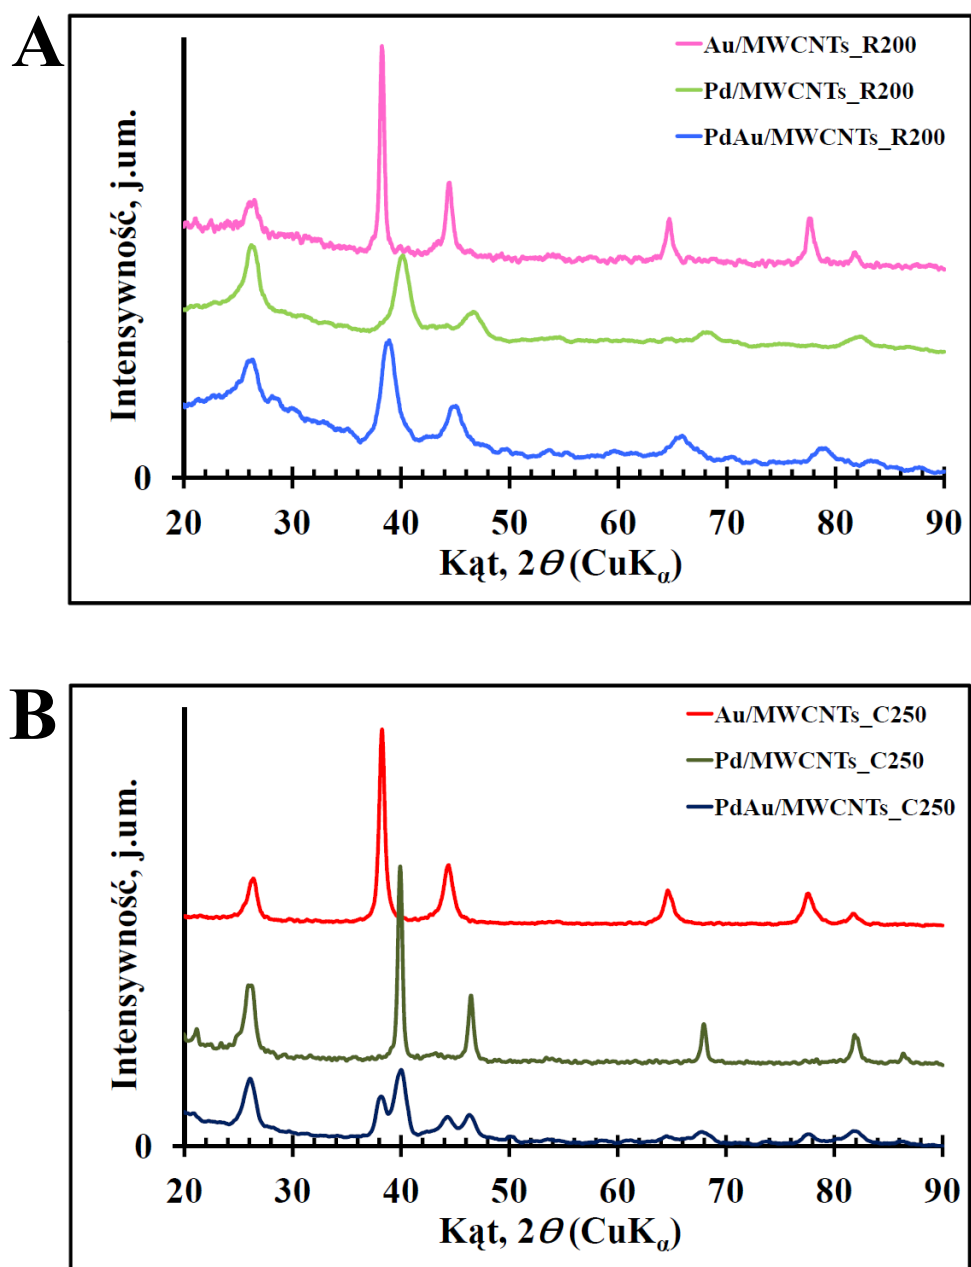 A
Au/MWCNTs_R200
Pd/MWCNTs_R200
PdAu/MWCNTs_R200
Intensywność, j.um.
0
20 30 40 50 60 70 80 90
Kąt, 2θ (CuKα)
B
Au/MWCNTs_C250
Pd/MWCNTs_C250
PdAu/MWCNTs_C250
Intensywność, j.um.
0
20 30 40 50 60 70 80 90
Kąt, 2θ (CuKα)